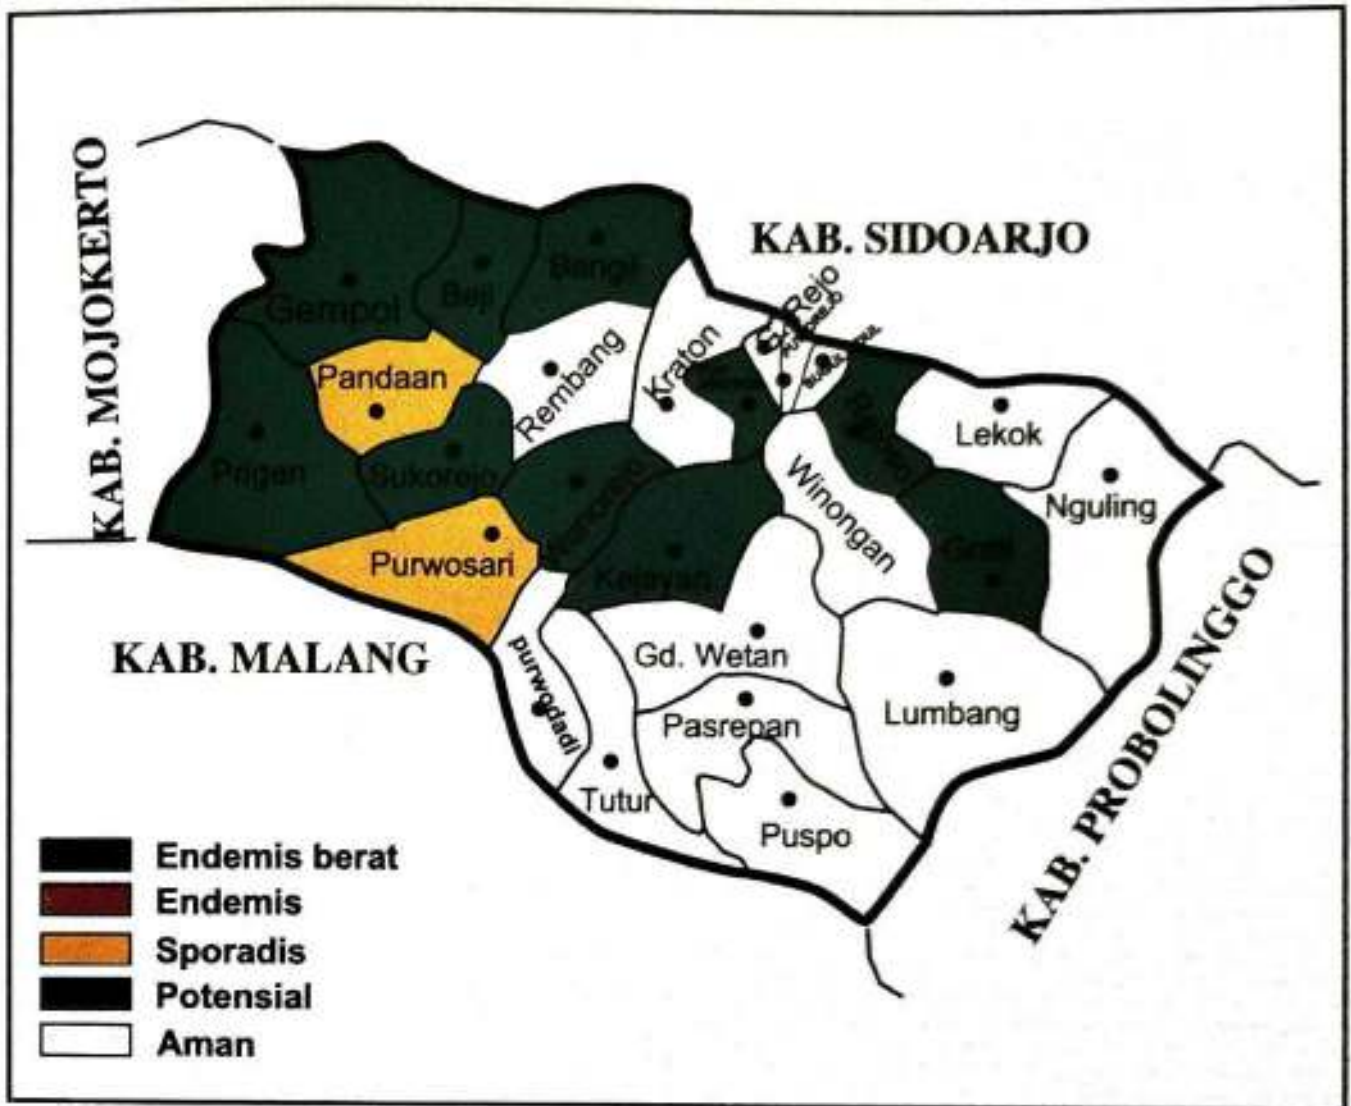 KAB. MOJOKERTO
KAB. SIDOARJO
Bangil
Beji
Gempol
Rejo
Pandaan
Rembang
Kraton
Lekok
Prigen
Sukorejo
Wonorejo
Winongan
Nguling
Grati
Purwosari
Kejayan
KAB. MALANG
purwodadi
Gd. Wetan
Pasrepan
Lumbang
Tutur
Puspo
KAB. PROBOLINGGO
Endemis berat
Endemis
Sporadis
Potensial
Aman